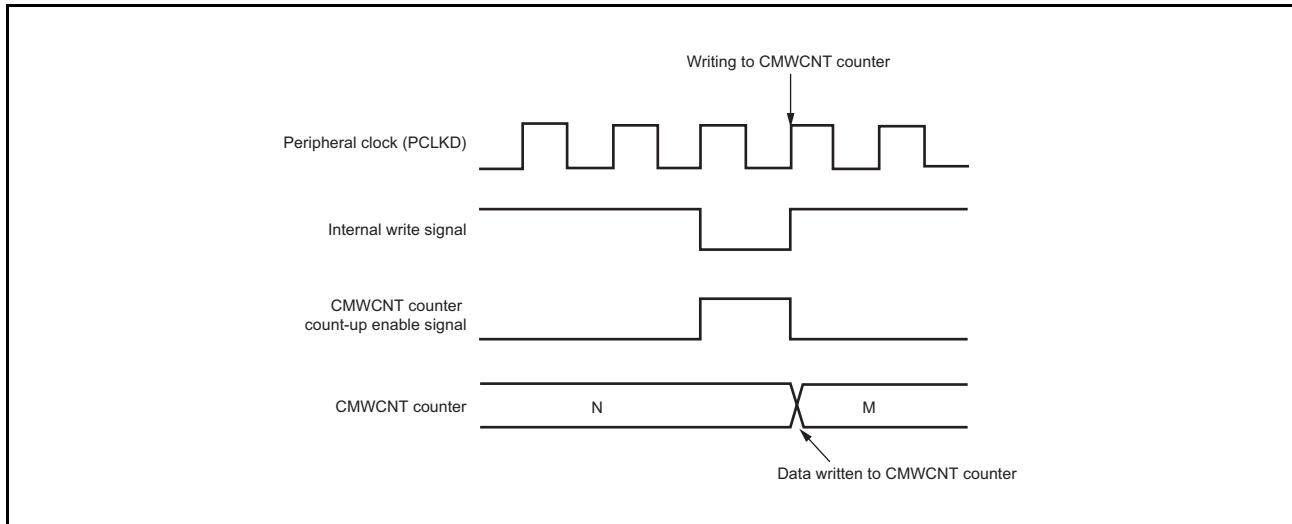 Writing to CMWCNT counter
Peripheral clock (PCLKD)
Internal write signal
CMWCNT counter
count-up enable signal
CMWCNT counter
N
M
Data written to CMWCNT counter